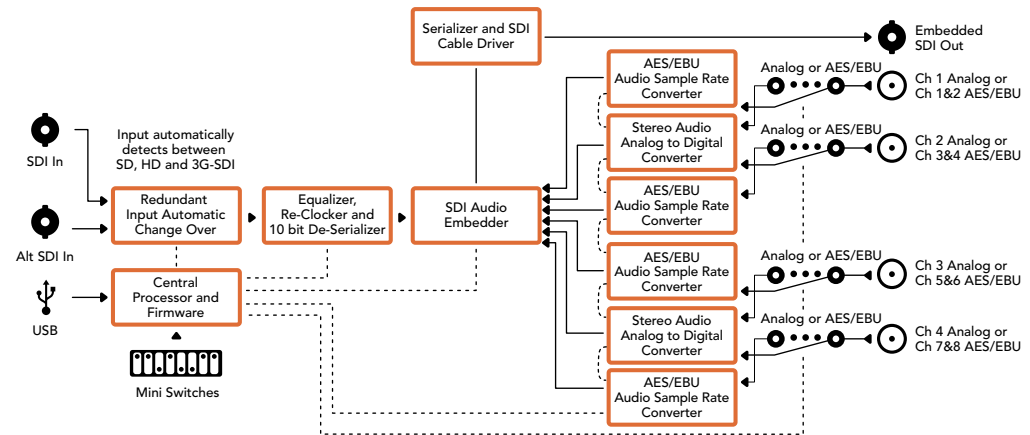 Serializer and SDI
Cable Driver
Embedded
SDI Out
AES/EBU
Audio Sample Rate
Converter
Analog or AES/EBU
Ch 1 Analog or
Ch 1&2 AES/EBU
SDI In
Input automatically
detects between
SD, HD and 3G-SDI
Stereo Audio
Analog to Digital
Converter
Analog or AES/EBU
Ch 2 Analog or
Ch 3&4 AES/EBU
Alt SDI In
Redundant
Input Automatic
Change Over
Equalizer,
Re-Clocker and
10 bit De-Serializer
SDI Audio
Embedder
AES/EBU
Audio Sample Rate
Converter
AES/EBU
Audio Sample Rate
Converter
Analog or AES/EBU
Ch 3 Analog or
Ch 5&6 AES/EBU
USB
Central
Processor and
Firmware
Stereo Audio
Analog to Digital
Converter
Analog or AES/EBU
Ch 4 Analog or
Ch 7&8 AES/EBU
Mini Switches
AES/EBU
Audio Sample Rate
Converter